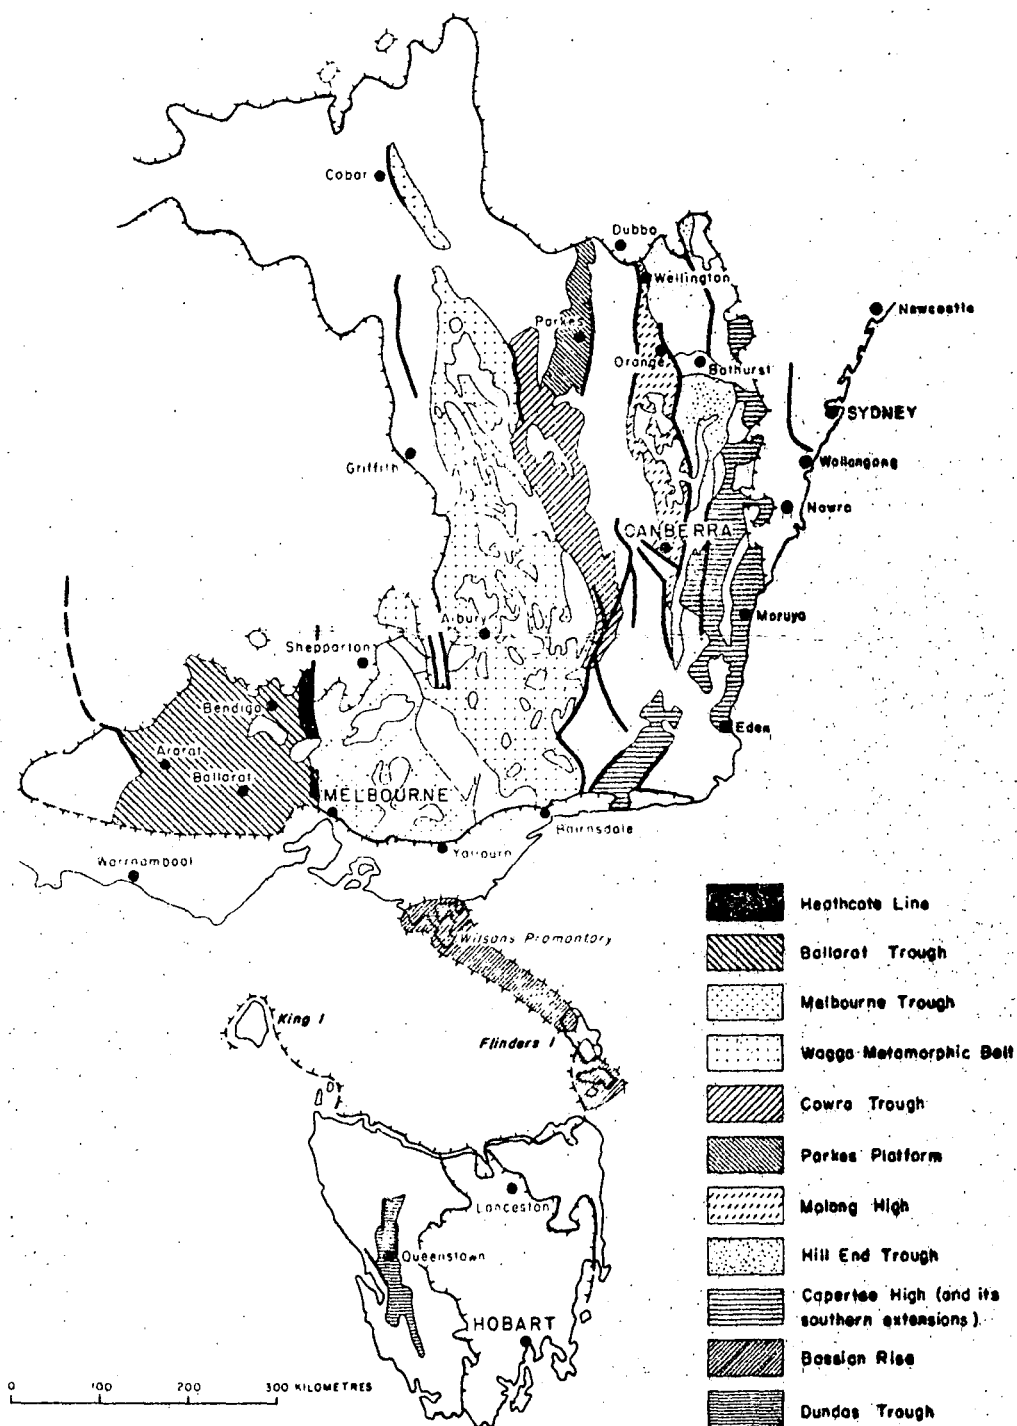 Cobar
Dubbo
Wellington
Newcastle
Parkes
Orange
Bathurst
SYDNEY
Griffith
Wollongong
Nowra
CANBERRA
Albury
Moruya
Shepparton
Bendigo
Eden
Ararat
Ballarat
MELBOURNE
Bairnsdale
Yallourn
Warrnambool
Wilsons Promontory
King I
Flinders I
Lanceston
Queenstown
HOBART
0 100 200 300 KILOMETRES
Heathcote Line
Ballarat Trough
Melbourne Trough
Wagga Metamorphic Belt
Cowra Trough
Parkes Platform
Molong High
Hill End Trough
Capertee High (and its
southern extensions)
Bassian Rise
Dundas Trough